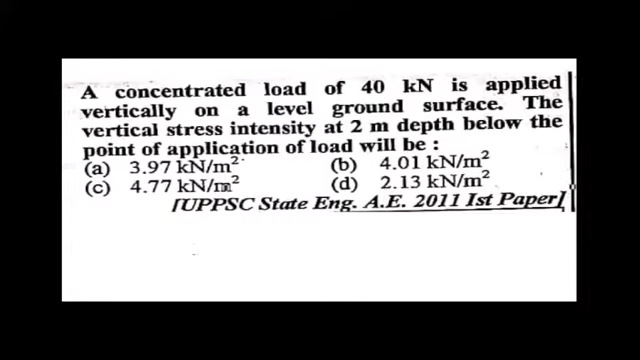 A concentrated load of 40 kN is applied
vertically on a level ground surface. The
vertical stress intensity at 2 m depth below the
point of application of load will be :
(a) 3.97 kN/m² (b) 4.01 kN/m²
(c) 4.77 kN/m² (d) 2.13 kN/m²
[UPPSC State Eng. A.E. 2011 Ist Paper]